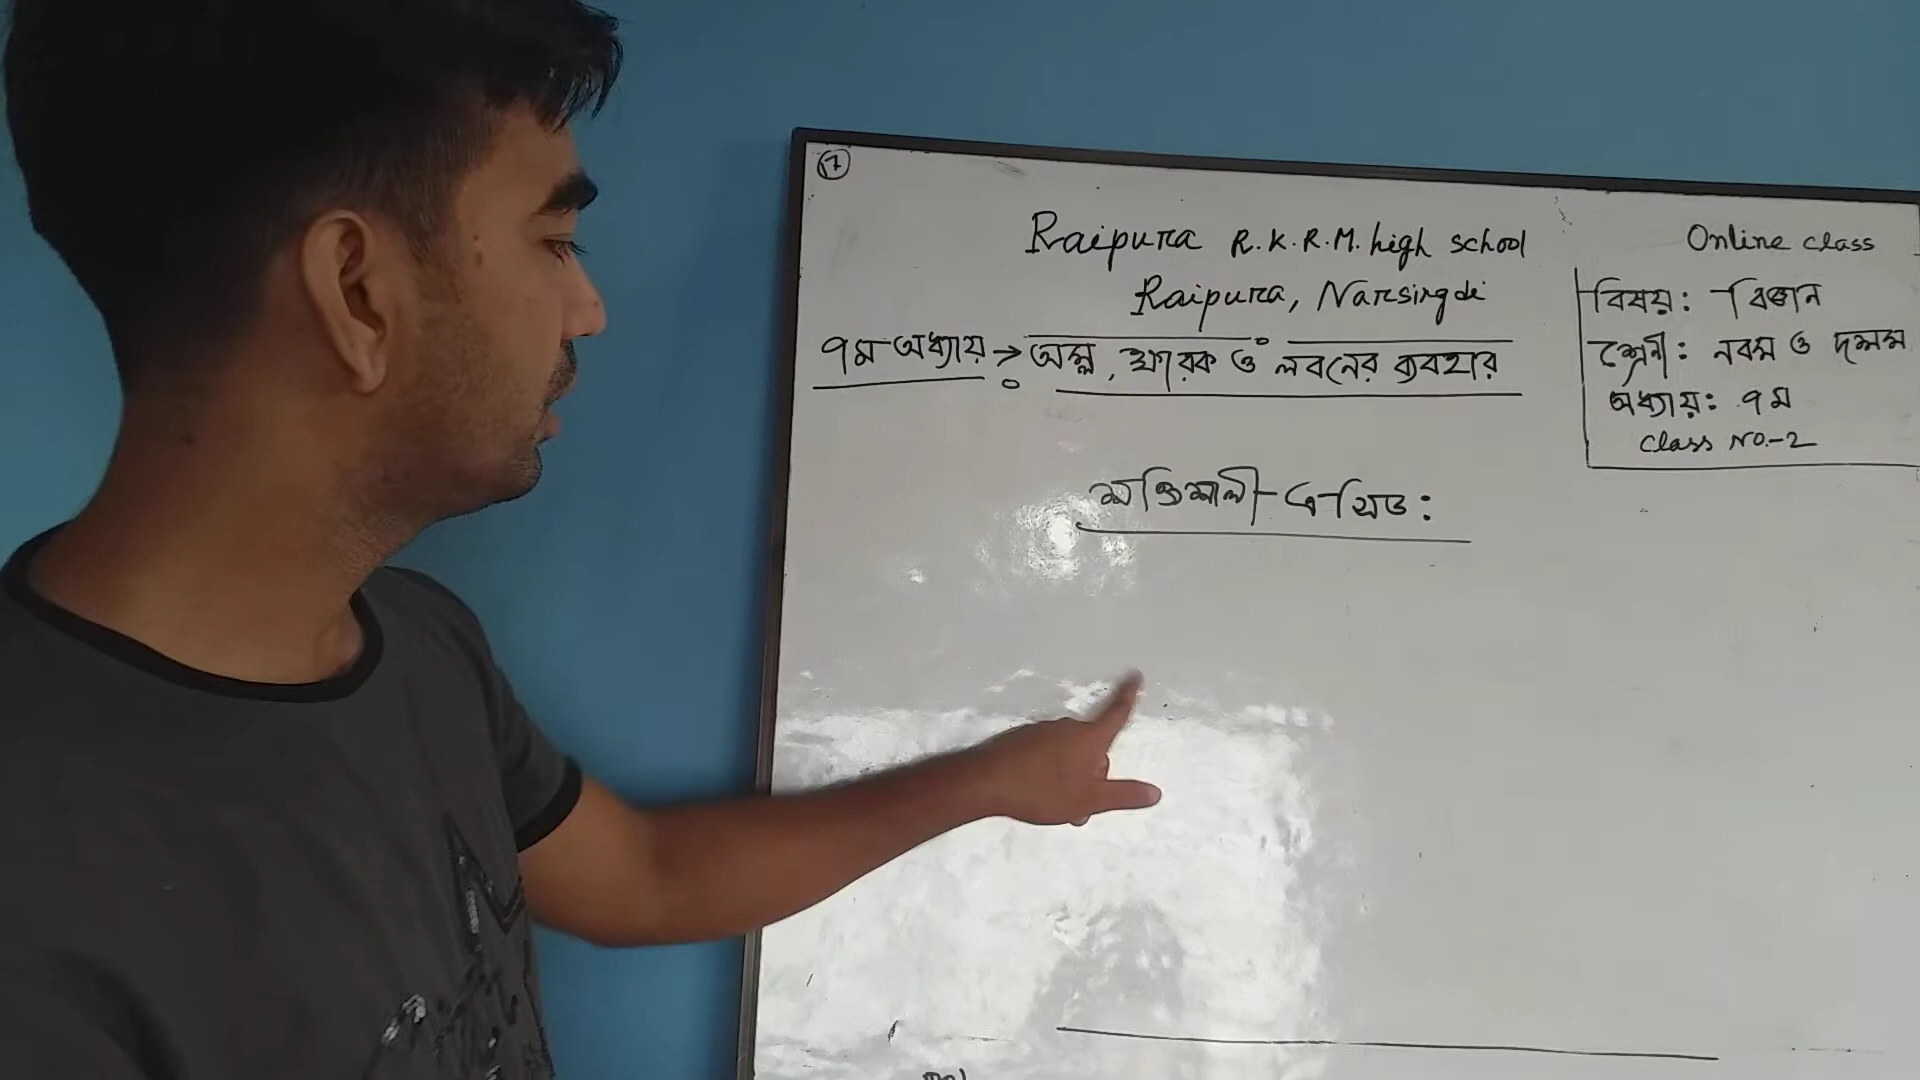 Raipura R.K.R.M. high school
Raipura, Narsingdi
৭ম অধ্যায় → অম্ল, ক্ষারক ও লবনের ব্যবহার
Online class
বিষয়: বিজ্ঞান
শ্রেনী: নবম ও দশম
অধ্যায়: ৭ম
Class NO.-2
শক্তিশালী এসিড: